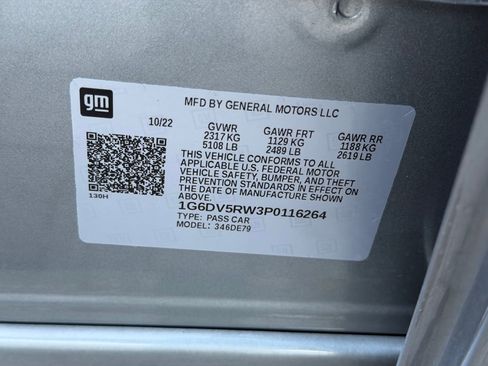 gm
MFD BY GENERAL MOTORS LLC
10/22
GVWR GAWR FRT GAWR RR
2317 KG 1129 KG 1188 KG
5108 LB 2489 LB 2619 LB
THIS VEHICLE CONFORMS TO ALL
APPLICABLE U.S. FEDERAL MOTOR
VEHICLE SAFETY, BUMPER, AND THEFT
PREVENTION STANDARDS IN EFFECT ON
THE DATE OF MANUFACTURE SHOWN
ABOVE.
130H
1G6DV5RW3P0116264
TYPE: PASS CAR
MODEL: 346DE79